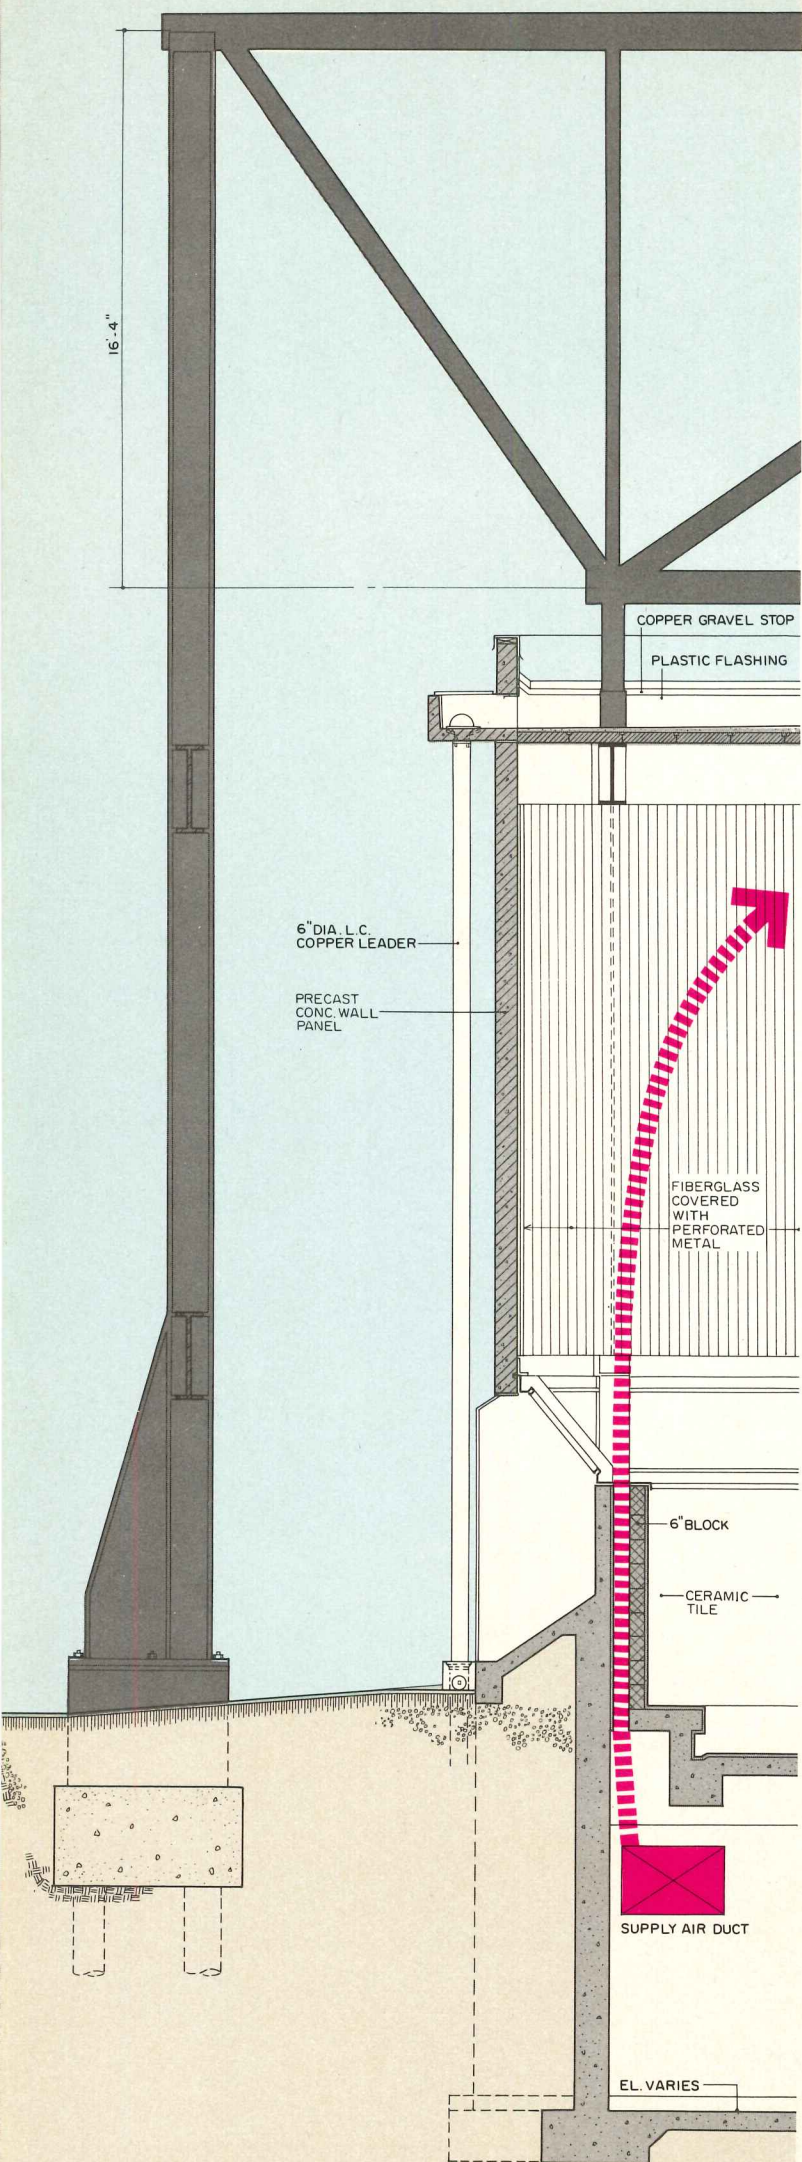 16'-4"
COPPER GRAVEL STOP
PLASTIC FLASHING
6" DIA. L.C.
COPPER LEADER
PRECAST
CONC. WALL
PANEL
FIBERGLASS
COVERED
WITH
PERFORATED
METAL
6" BLOCK
CERAMIC
TILE
SUPPLY AIR DUCT
EL. VARIES